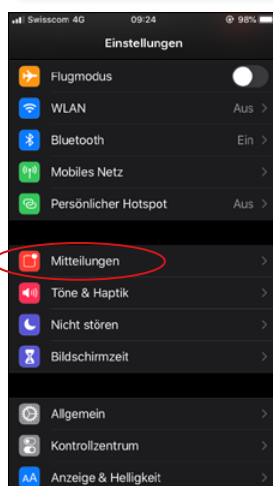 Swisscom 4G 09:24 98%
Einstellungen
Flugmodus
WLAN Aus
Bluetooth Ein
Mobiles Netz
Persönlicher Hotspot Aus
Mitteilungen
Töne & Haptik
Nicht stören
Bildschirmzeit
Allgemein
Kontrollzentrum
AA Anzeige & Helligkeit